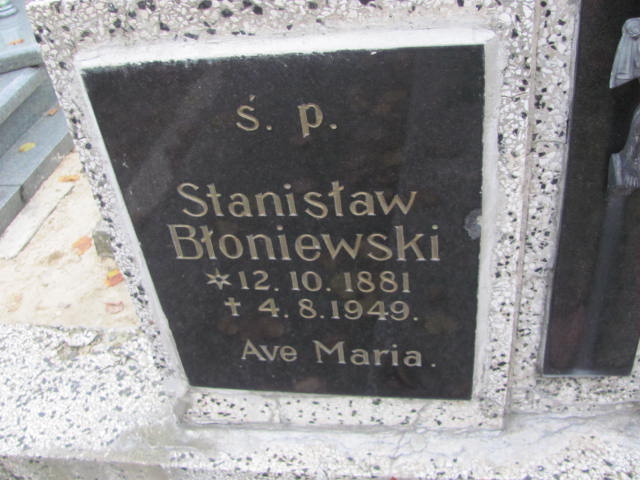 ś. p.
Stanisław
Błoniewski
* 12. 10. 1881
✝ 4. 8. 1949.
Ave Maria.